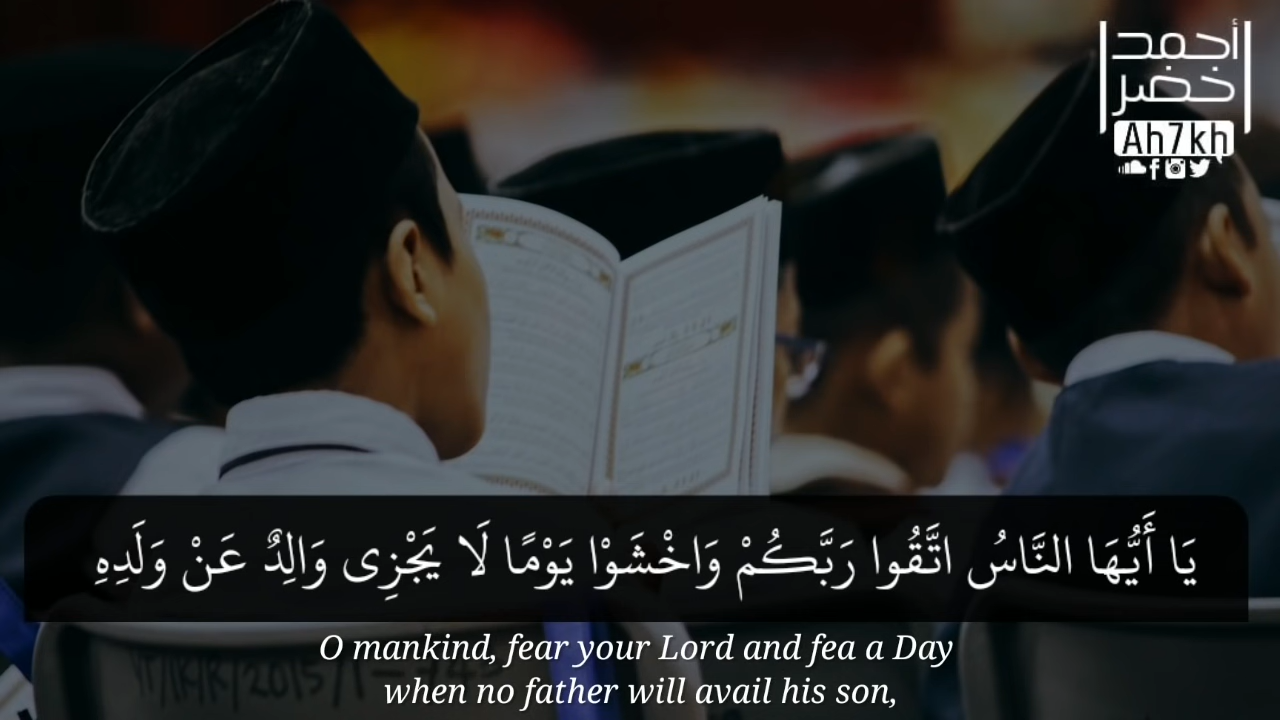 أحمد
خضر
Ah7kh
يَا أَيُّهَا النَّاسُ اتَّقُوا رَبَّكُمْ وَاخْشَوْا يَوْمًا لَا يَجْزِى وَالِدٌ عَنْ وَلَدِهِ
O mankind, fear your Lord and fea a Day
when no father will avail his son,